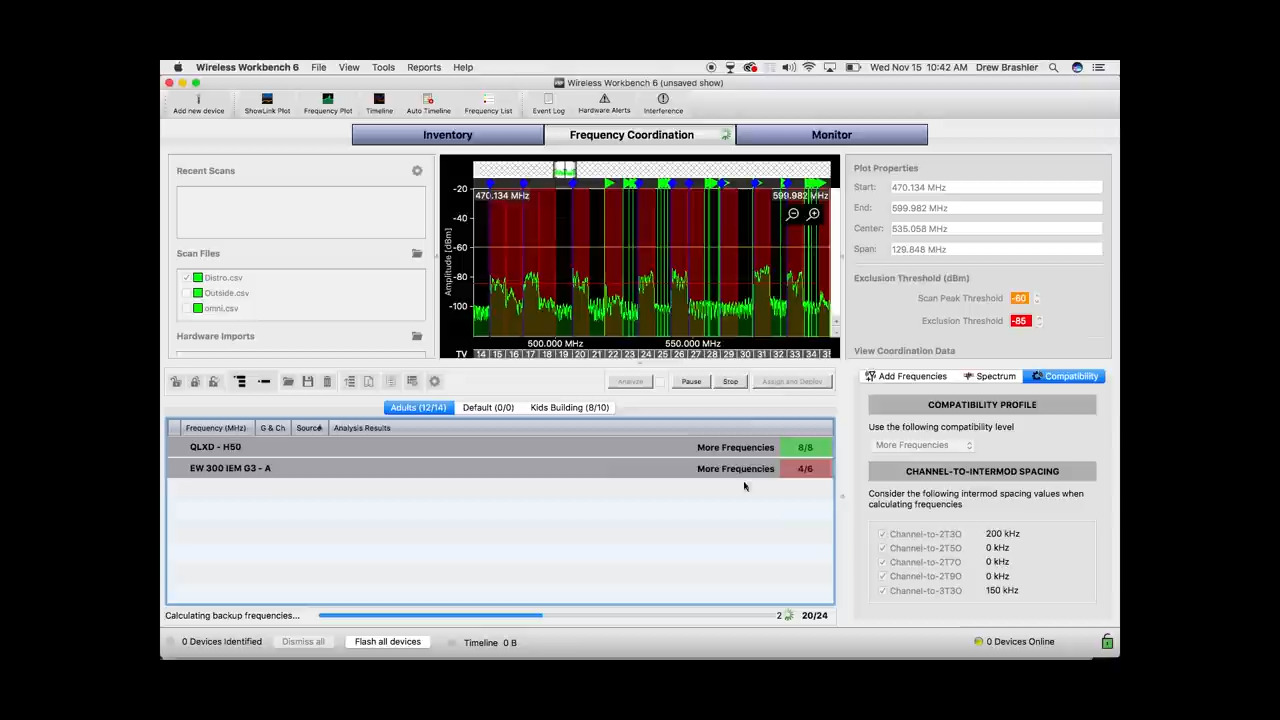 Wireless Workbench 6 File View Tools Reports Help Wed Nov 15 10:42 AM Drew Brashler
Wireless Workbench 6 (unsaved show)
Add new device ShowLink Plot Frequency Plot Timeline Auto Timeline Frequency List Event Log Hardware Alerts Interference
Inventory Frequency Coordination Monitor
Recent Scans
Scan Files
Distro.csv
Outside.csv
omni.csv
Hardware Imports
470.134 MHz 599.982 MHz
Amplitude [dBm]
-20
-40
-60
-80
-100
500.000 MHz 550.000 MHz
TV 14 15 16 17 18 19 20 21 22 23 24 25 26 27 28 29 30 31 32 33 34
Plot Properties
Start: 470.134 MHz
End: 599.982 MHz
Center: 535.058 MHz
Span: 129.848 MHz
Exclusion Threshold (dBm)
Scan Peak Threshold -60
Exclusion Threshold -85
View Coordination Data
Analyze Pause Stop Assign and Deploy
Adults (12/14) Default (0/0) Kids Building (8/10)
Frequency (MHz) G & Ch Source Analysis Results
QLXD - H50 More Frequencies 8/8
EW 300 IEM G3 - A More Frequencies 4/6
Calculating backup frequencies... 2 20/24
Add Frequencies Spectrum Compatibility
COMPATIBILITY PROFILE
Use the following compatibility level
More Frequencies
CHANNEL-TO-INTERMOD SPACING
Consider the following intermod spacing values when
calculating frequencies
Channel-to-2T3O 200 kHz
Channel-to-2T5O 0 kHz
Channel-to-2T7O 0 kHz
Channel-to-2T9O 0 kHz
Channel-to-3T3O 150 kHz
0 Devices Identified Dismiss all Flash all devices Timeline 0 B 0 Devices Online